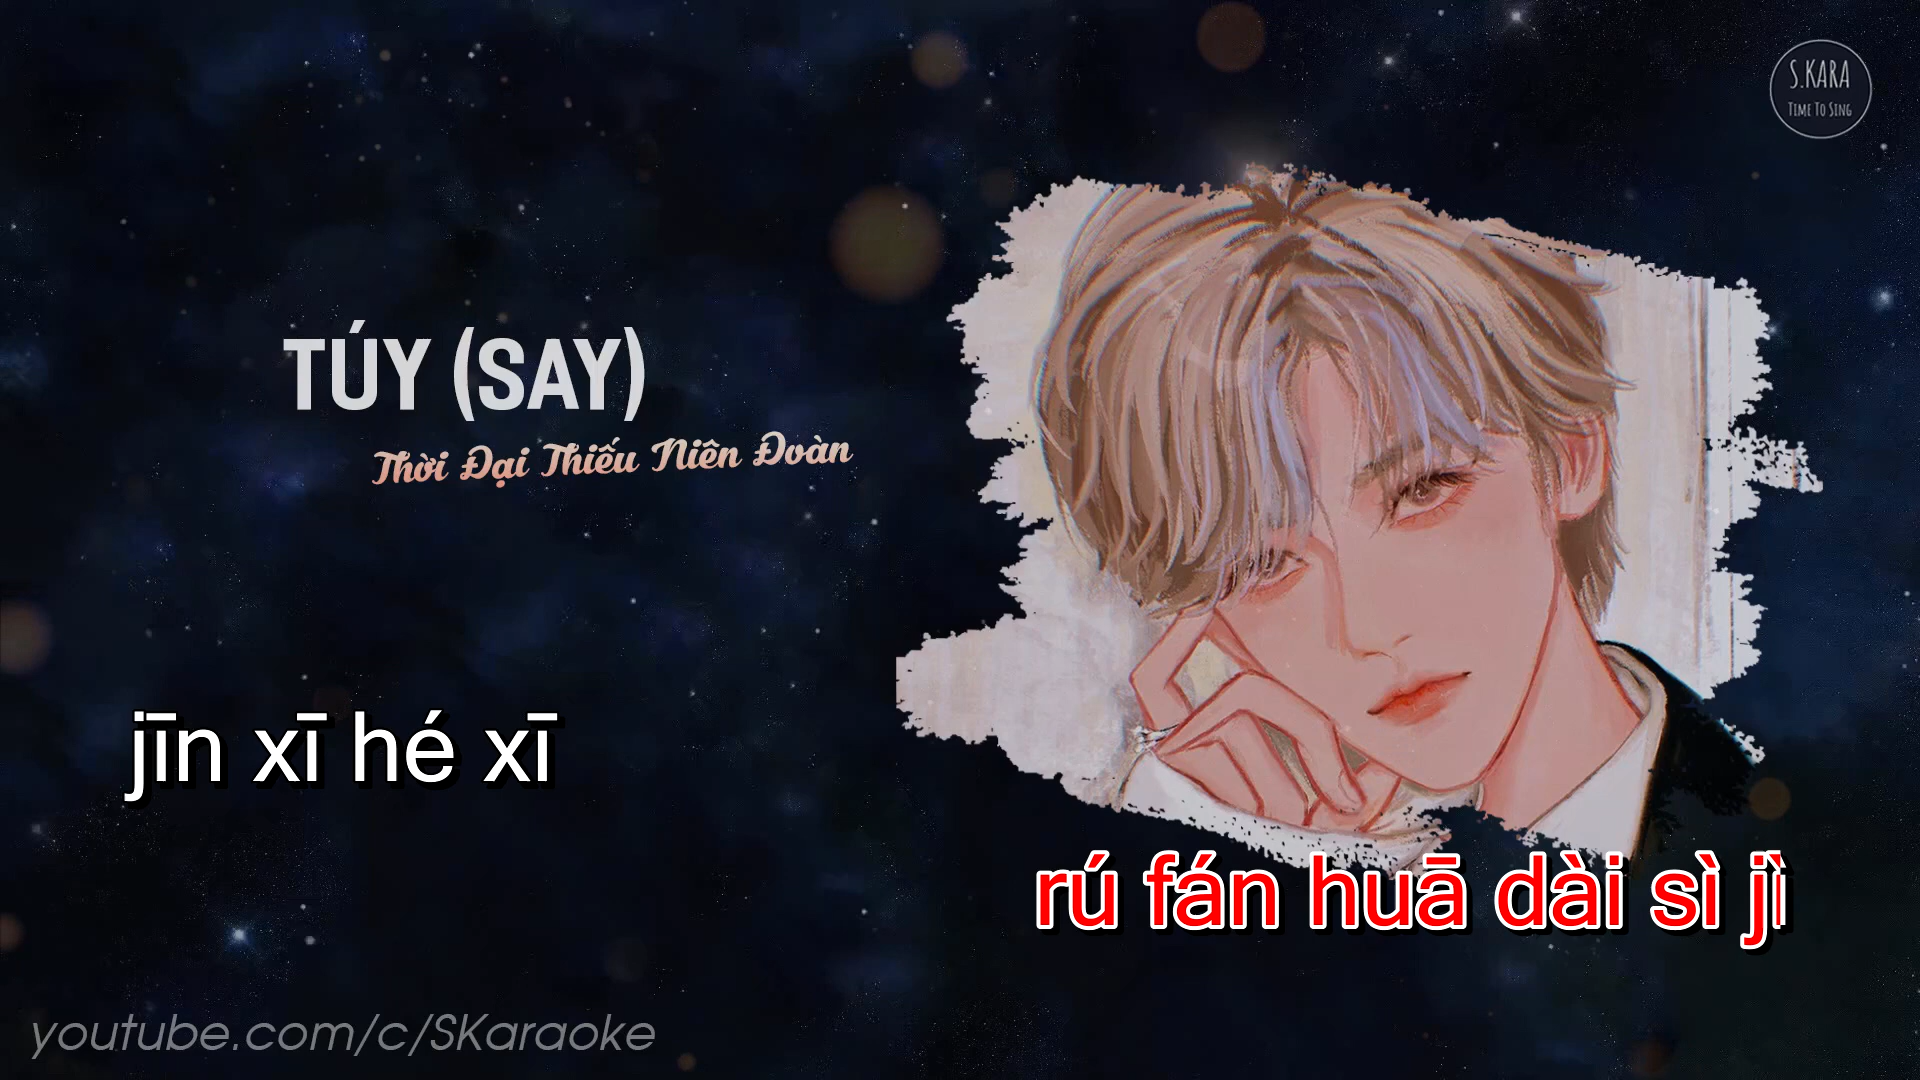 S.KARA
TIME TO SING
TÚY (SAY)
Thời Đại Thiếu Niên Đoàn
jīn xī hé xī
rú fán huā dài sì jì
youtube.com/c/SKaraoke